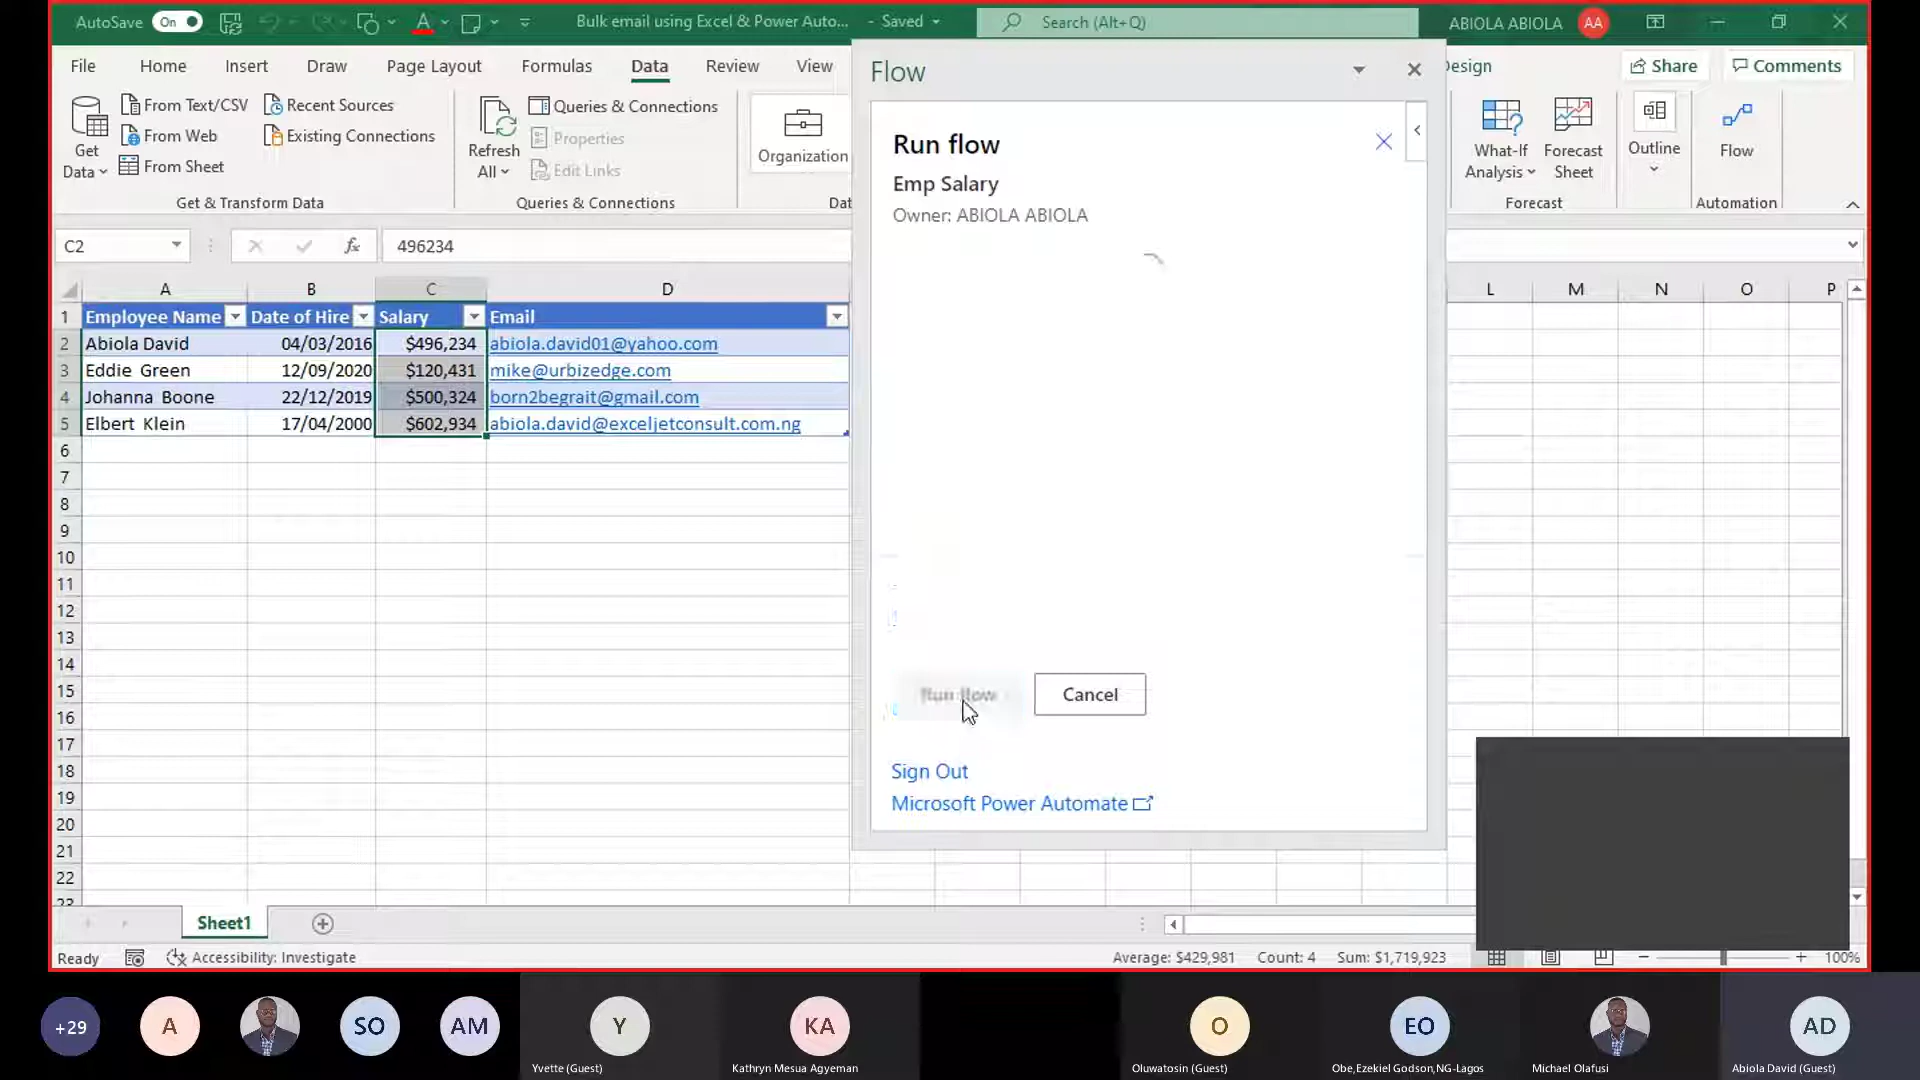 AutoSave On Bulk email using Excel & Power Auto... - Saved Search (Alt+Q) ABIOLA ABIOLA AA
File Home Insert Draw Page Layout Formulas Data Review View Design Share Comments
Get Data
From Text/CSV
From Web
From Sheet
Recent Sources
Existing Connections
Get & Transform Data
Refresh All
Queries & Connections
Properties
Edit Links
Queries & Connections
Organization
Dat
What-If Analysis
Forecast Sheet
Forecast
Outline
Flow
Automation
C2 fx 496234
A B C D L M N O P
1 Employee Name Date of Hire Salary Email
2 Abiola David 04/03/2016 $496,234 abiola.david01@yahoo.com
3 Eddie Green 12/09/2020 $120,431 mike@urbizedge.com
4 Johanna Boone 22/12/2019 $500,324 born2begrait@gmail.com
5 Elbert Klein 17/04/2000 $602,934 abiola.david@exceljetconsult.com.ng
6
7
8
9
10
11
12
13
14
15
16
17
18
19
20
21
22
23
Flow
Run flow
Emp Salary
Owner: ABIOLA ABIOLA
Run flow Cancel
Sign Out
Microsoft Power Automate
Sheet1
Ready Accessibility: Investigate Average: $429,981 Count: 4 Sum: $1,719,923 100%
+29 A SO AM Y KA O EO AD
Yvette (Guest) Kathryn Mesua Agyeman Oluwatosin (Guest) Obe,Ezekiel Godson,NG-Lagos Michael Olafusi Abiola David (Guest)